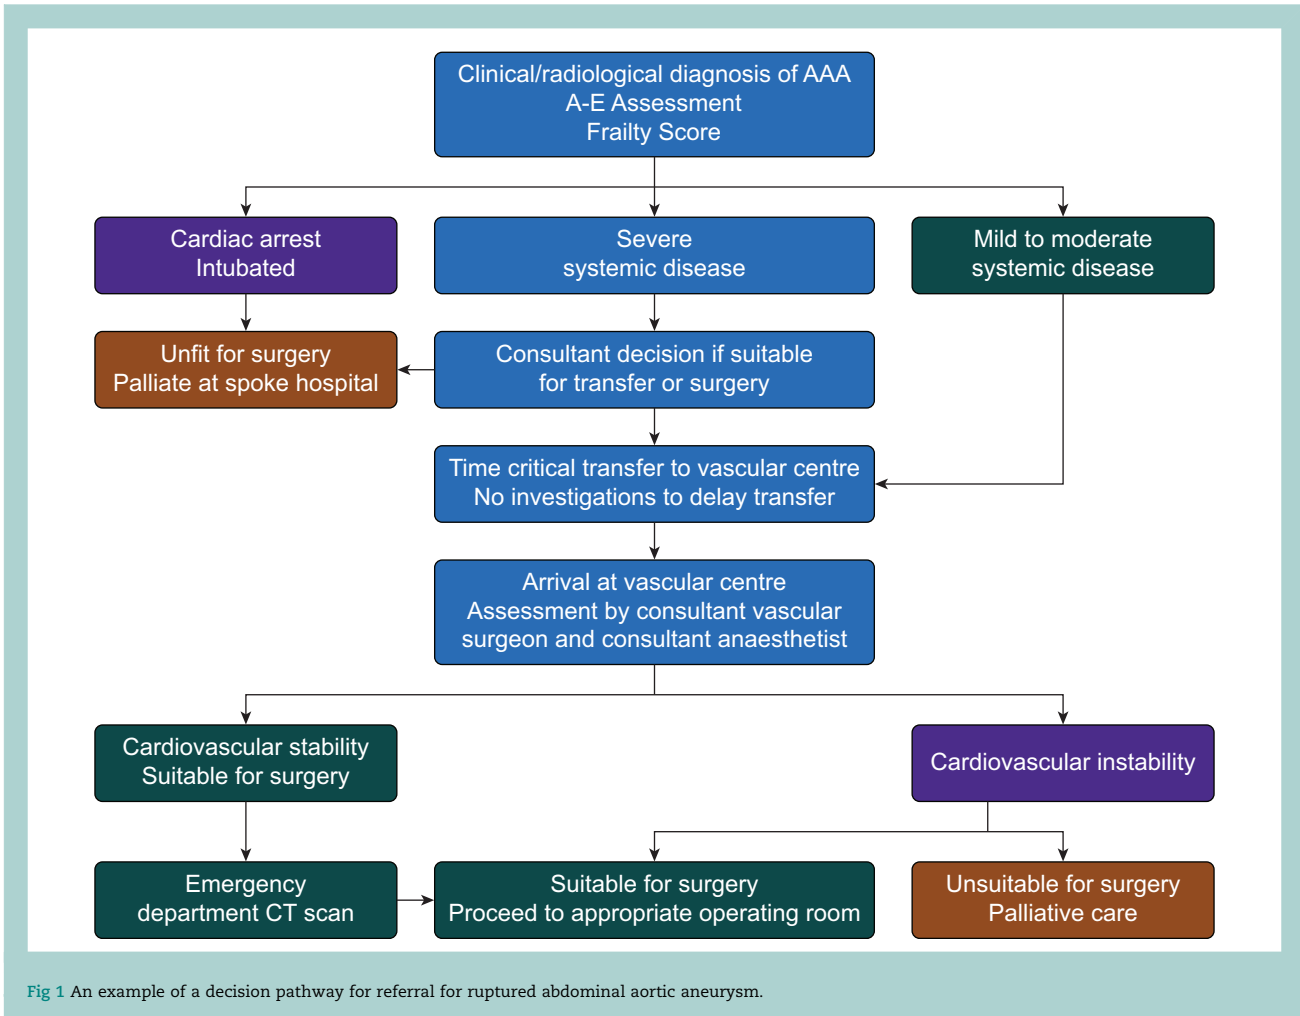 Clinical/radiological diagnosis of AAA
A-E Assessment
Frailty Score
Cardiac arrest
Intubated
Severe
systemic disease
Mild to moderate
systemic disease
Unfit for surgery
Palliate at spoke hospital
Consultant decision if suitable
for transfer or surgery
Time critical transfer to vascular centre
No investigations to delay transfer
Arrival at vascular centre
Assessment by consultant vascular
surgeon and consultant anaesthetist
Cardiovascular stability
Suitable for surgery
Cardiovascular instability
Emergency
department CT scan
Suitable for surgery
Proceed to appropriate operating room
Unsuitable for surgery
Palliative care
Fig 1 An example of a decision pathway for referral for ruptured abdominal aortic aneurysm.